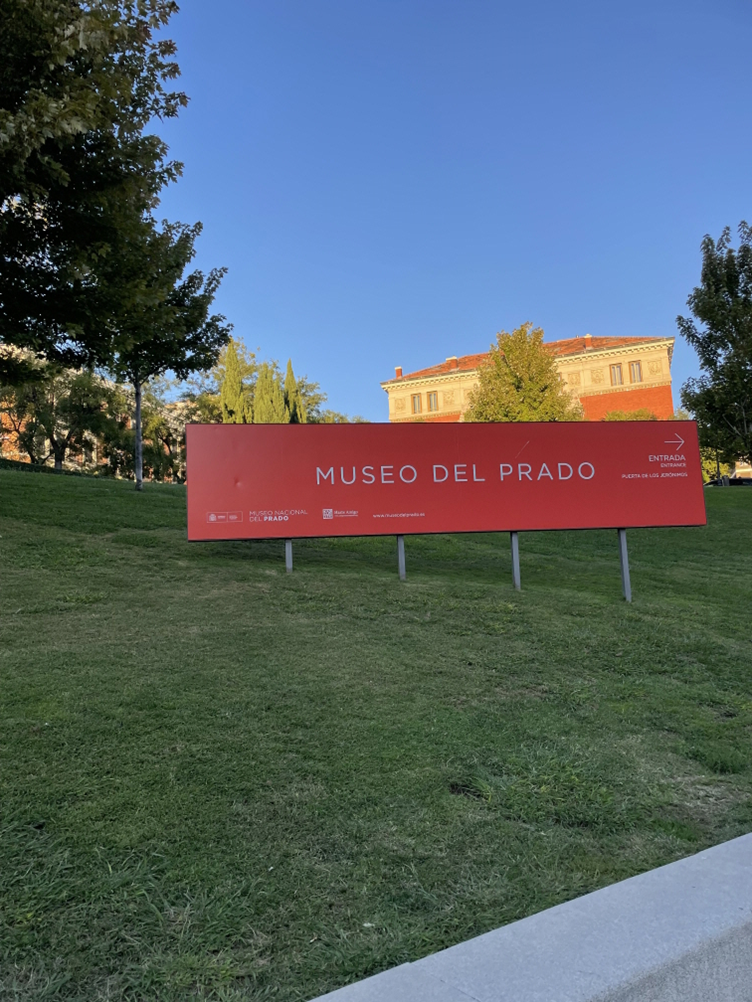 MUSEO DEL PRADO
ENTRADA
ENTRANCE
PUERTA DE LOS JERÓNIMOS
MUSEO NACIONAL
DEL PRADO
www.museodelprado.es